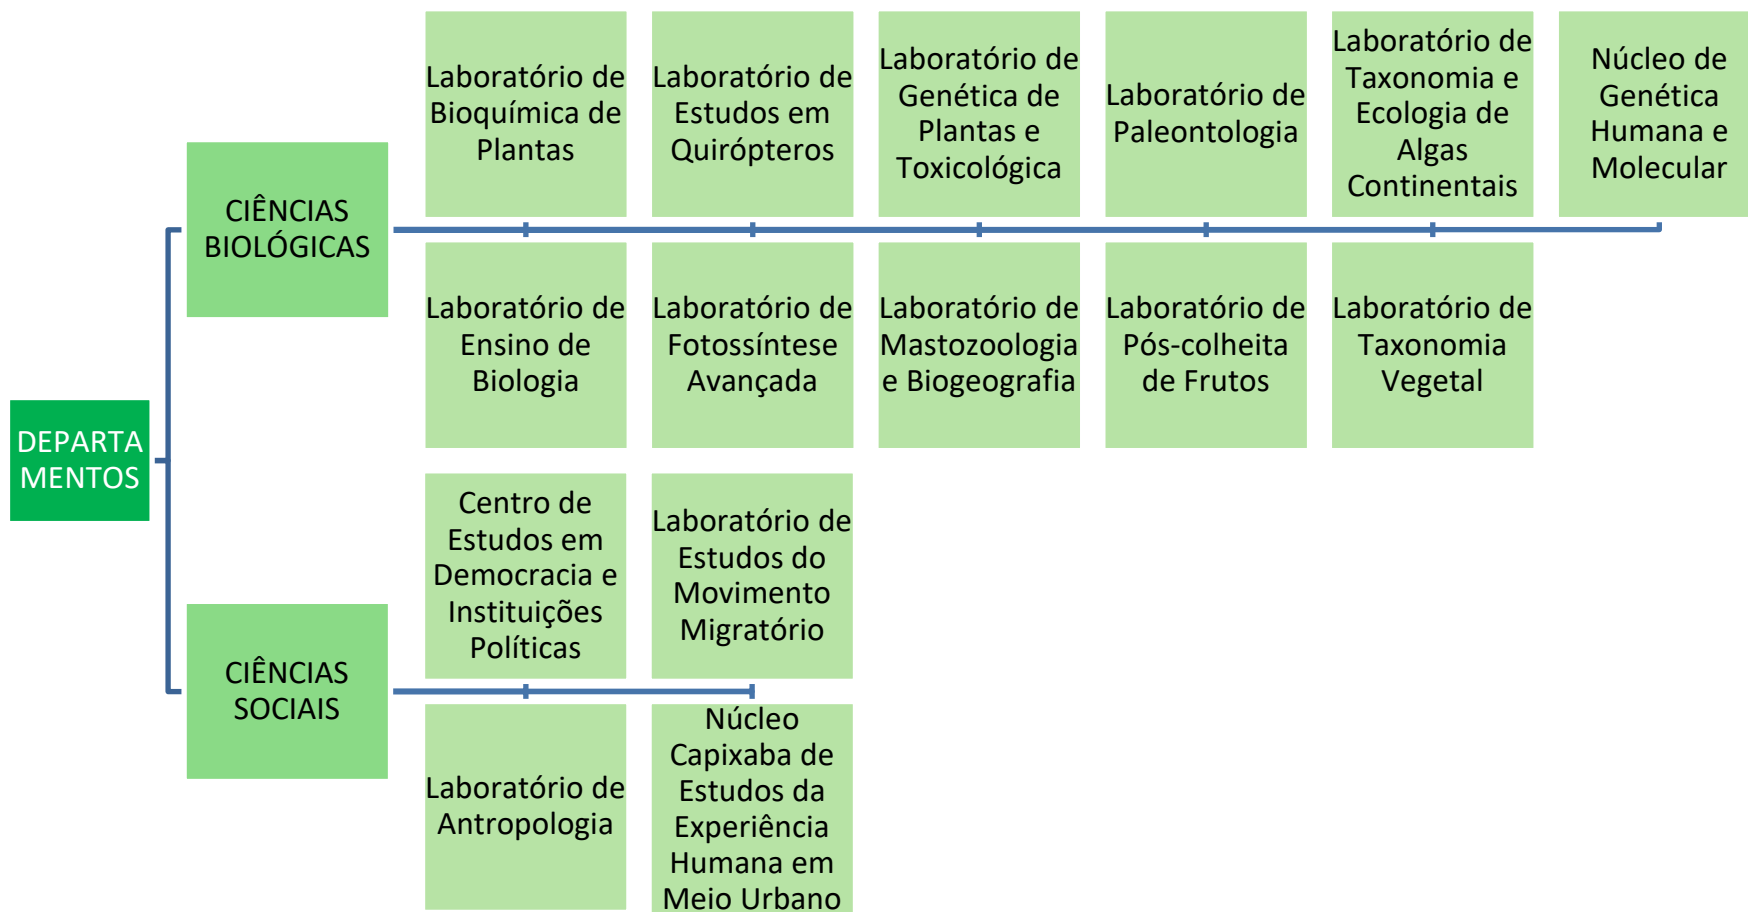 DEPARTA
MENTOS
CIÊNCIAS
BIOLÓGICAS
Laboratório de
Bioquímica de
Plantas
Laboratório de
Estudos em
Quirópteros
Laboratório de
Genética de
Plantas e
Toxicológica
Laboratório de
Paleontologia
Laboratório de
Taxonomia e
Ecologia de
Algas
Continentais
Núcleo de
Genética
Humana e
Molecular
Laboratório de
Ensino de
Biologia
Laboratório de
Fotossíntese
Avançada
Laboratório de
Mastozoologia
e Biogeografia
Laboratório de
Pós-colheita
de Frutos
Laboratório de
Taxonomia
Vegetal
CIÊNCIAS
SOCIAIS
Centro de
Estudos em
Democracia e
Instituições
Políticas
Laboratório de
Estudos do
Movimento
Migratório
Laboratório de
Antropologia
Núcleo
Capixaba de
Estudos da
Experiência
Humana em
Meio Urbano